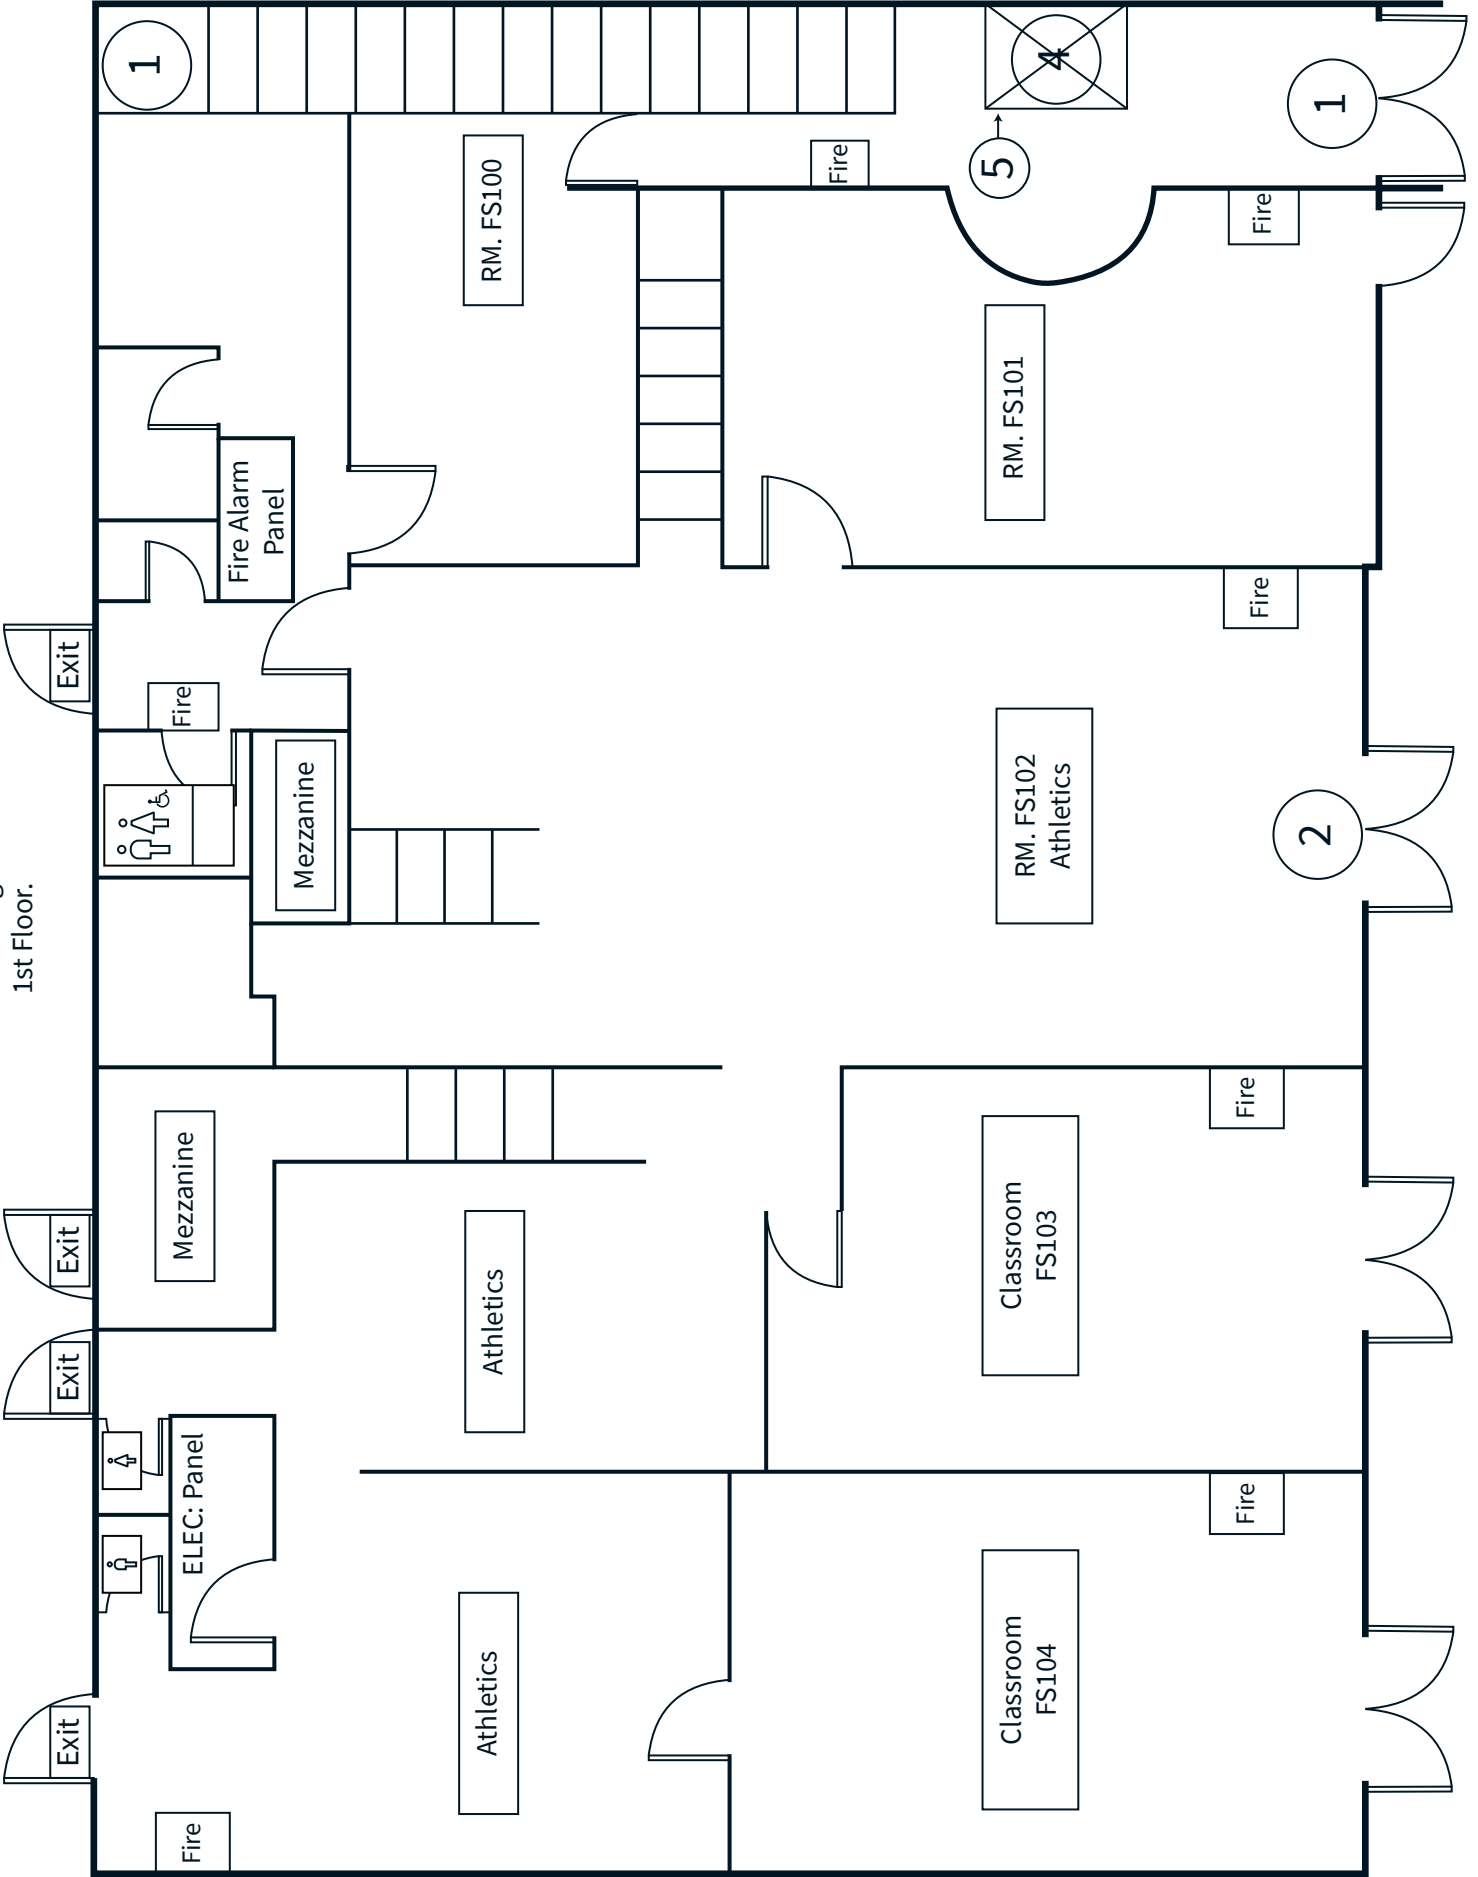 1st Floor.
Exit
Exit
Exit
Exit
1
Fire
ELEC: Panel
Mezzanine
Fire
Fire Alarm
Panel
Mezzanine
Athletics
Athletics
RM. FS100
Fire
5
4
Classroom
FS104
Classroom
FS103
RM. FS102
Athletics
RM. FS101
Fire
Fire
Fire
Fire
2
1